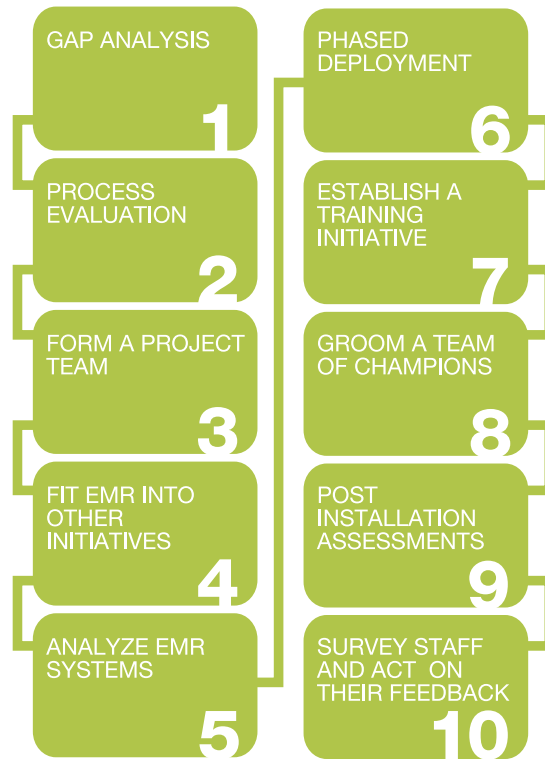 GAP ANALYSIS
1
PROCESS
EVALUATION
2
FORM A PROJECT
TEAM
3
FIT EMR INTO
OTHER
INITIATIVES
4
ANALYZE EMR
SYSTEMS
5
PHASED
DEPLOYMENT
6
ESTABLISH A
TRAINING
INITIATIVE
7
GROOM A TEAM
OF CHAMPIONS
8
POST
INSTALLATION
ASSESSMENTS
9
SURVEY STAFF
AND ACT ON
THEIR FEEDBACK
10